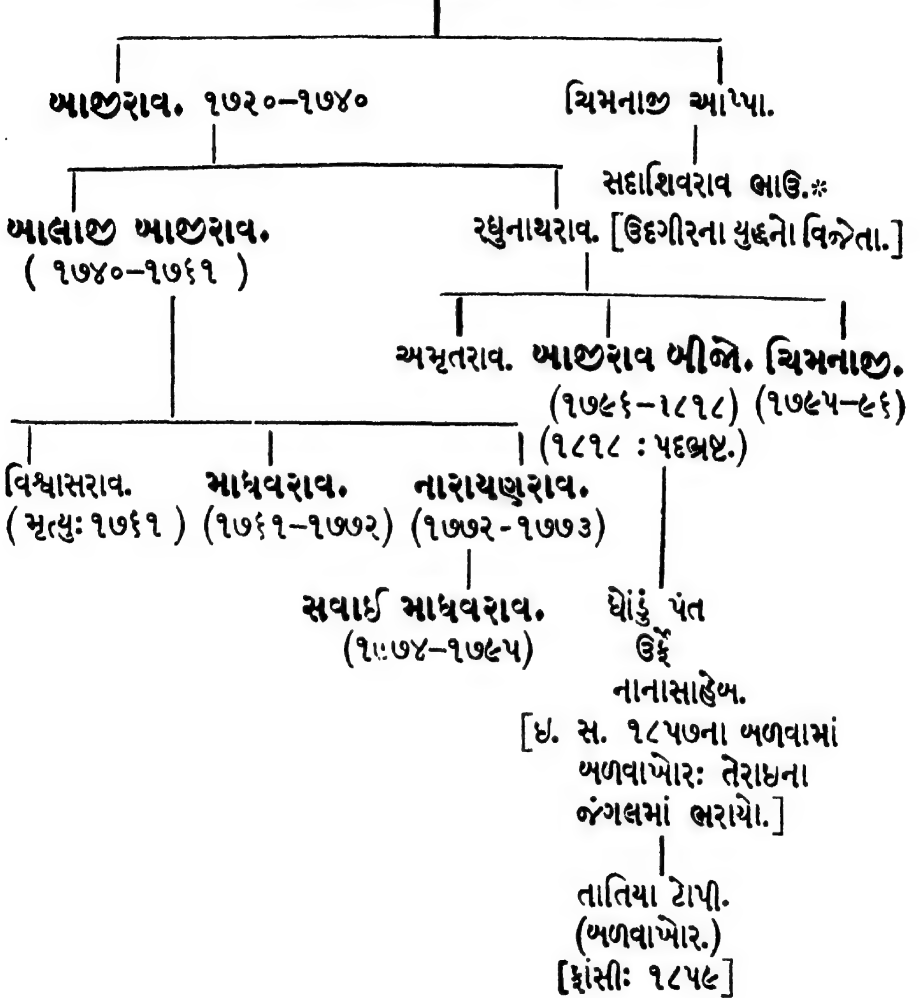 બાજીરાવ. ૧૭૨૦–૧૭૪૦ ચિમનાજી આપ્પા.
સદાશિવરાવ ભાઉ.*
બાલાજી બાજીરાવ. રઘુનાથરાવ. [ઉદગીરના યુદ્ધનો વિજેતા.]
( ૧૭૪૦–૧૭૬૧ )
અમૃતરાવ. બાજીરાવ બીજો. ચિમનાજી.
(૧૭૯૬–૧૮૧૮) (૧૭૯૫–૯૬)
(૧૮૧૮ : પદભ્રષ્ટ.)
વિશ્વાસરાવ. માધવરાવ. નારાયણરાવ.
( મૃત્યુઃ ૧૭૬૧ ) (૧૭૬૧–૧૭૭૨) (૧૭૭૨-૧૭૭૩)
સવાઈ માધવરાવ. ધોંડું પંત
(૧૭૭૪–૧૭૯૫) ઉર્ફે
નાનાસાહેબ.
[ઇ. સ. ૧૮૫૭ના બળવામાં
બળવાખોરઃ તેરાઇના
જંગલમાં ભરાયો.]
તાતિયા ટોપી.
(બળવાખોર.)
[ફાંસીઃ ૧૮૫૯]